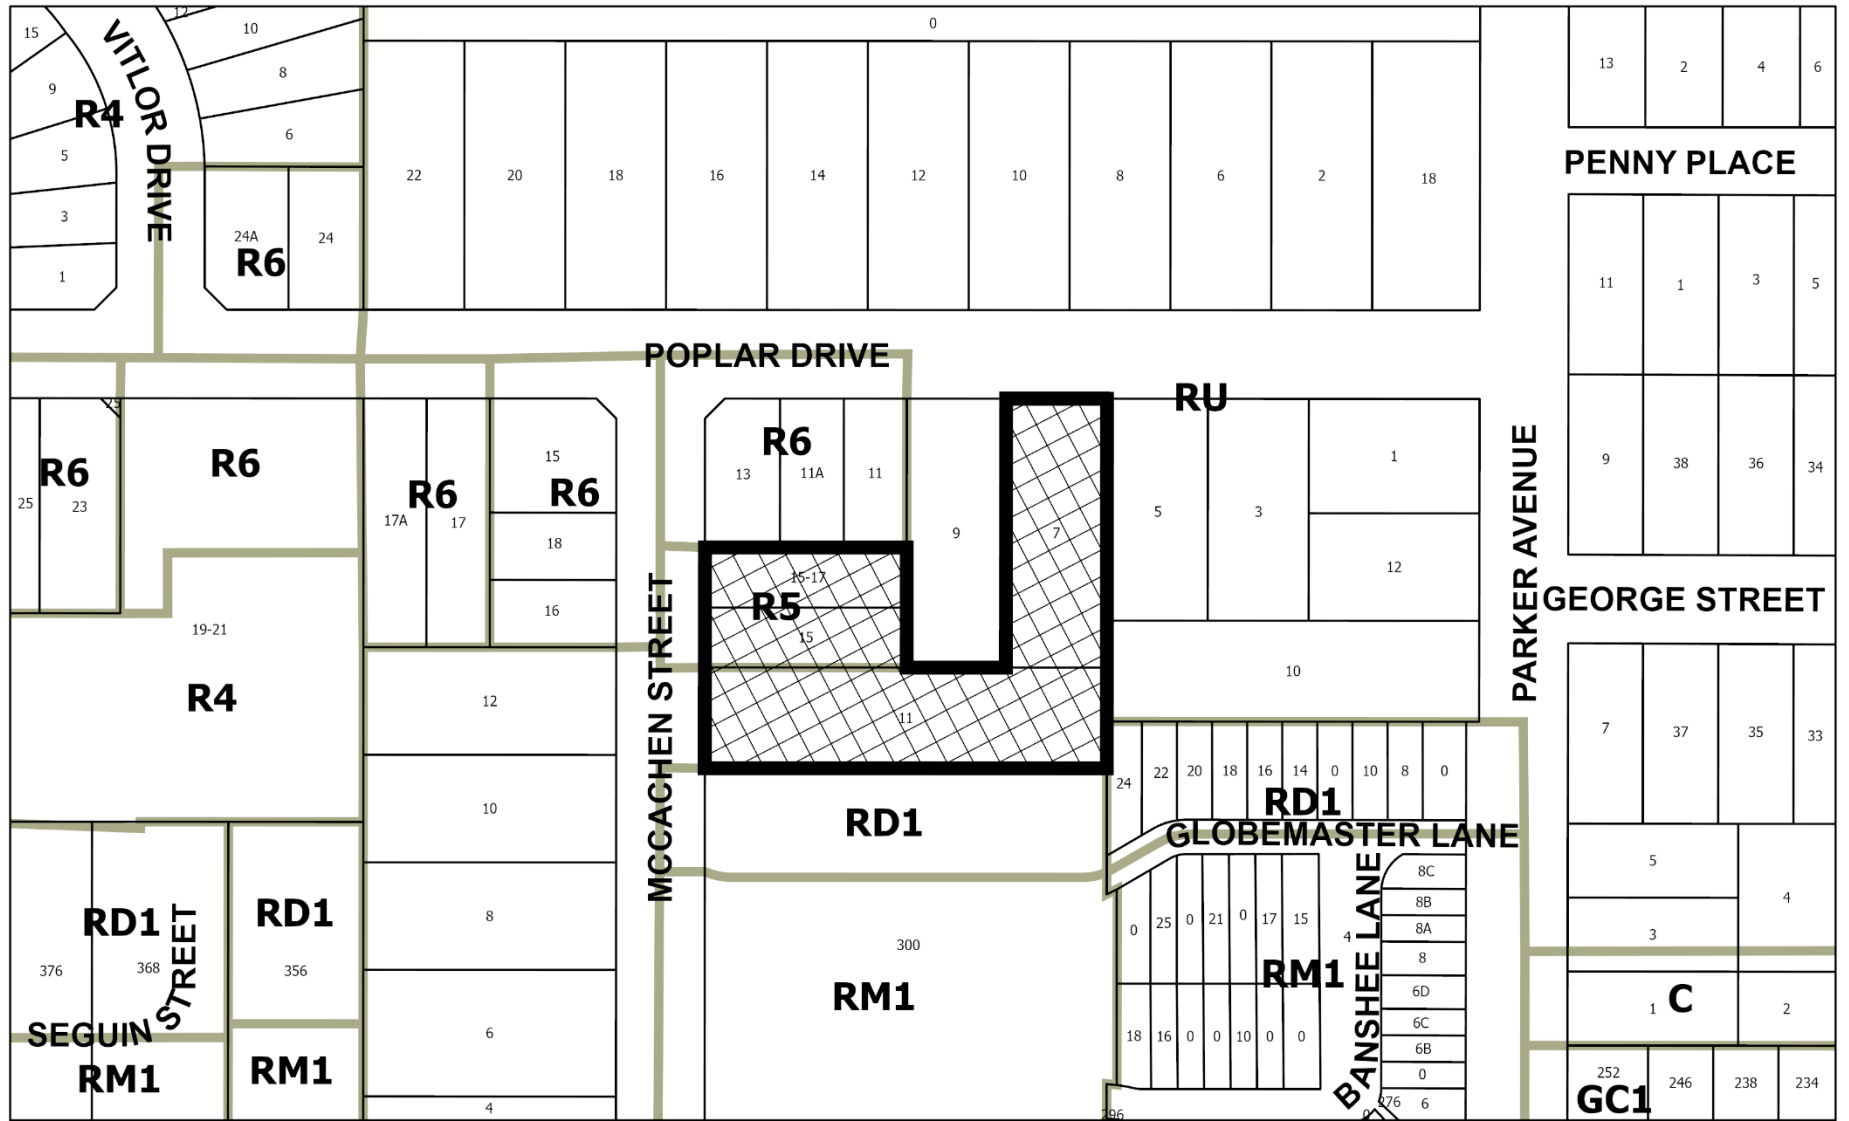 12
15
10
0
13
2
4
6
VITLOR DRIVE
8
9
R4
6
5
PENNY PLACE
22
20
18
16
14
12
10
8
6
2
18
3
24A
24
R6
1
11
1
3
5
POPLAR DRIVE
RU
25
R6
R6
R6
R6
R6
15
13
11A
11
1
9
38
36
34
25
23
17A
17
9
7
5
3
18
12
15-17
R5
16
15
GEORGE STREET
PARKER AVENUE
19-21
MCCACHEN STREET
R4
12
10
11
7
37
35
33
24
22
20
18
16
14
0
10
8
0
RD1
10
RD1
GLOBEMASTER LANE
5
8C
4
8B
RD1
RD1
8
0
25
0
21
0
17
15
4
8A
3
STREET
300
8
376
368
356
RM1
RM1
BANSHEE LANE
6D
1
C
2
SEGUIN
6
18
16
0
0
10
0
0
6C
6B
RM1
RM1
0
252
246
238
234
GC1
4
296
0
276
6